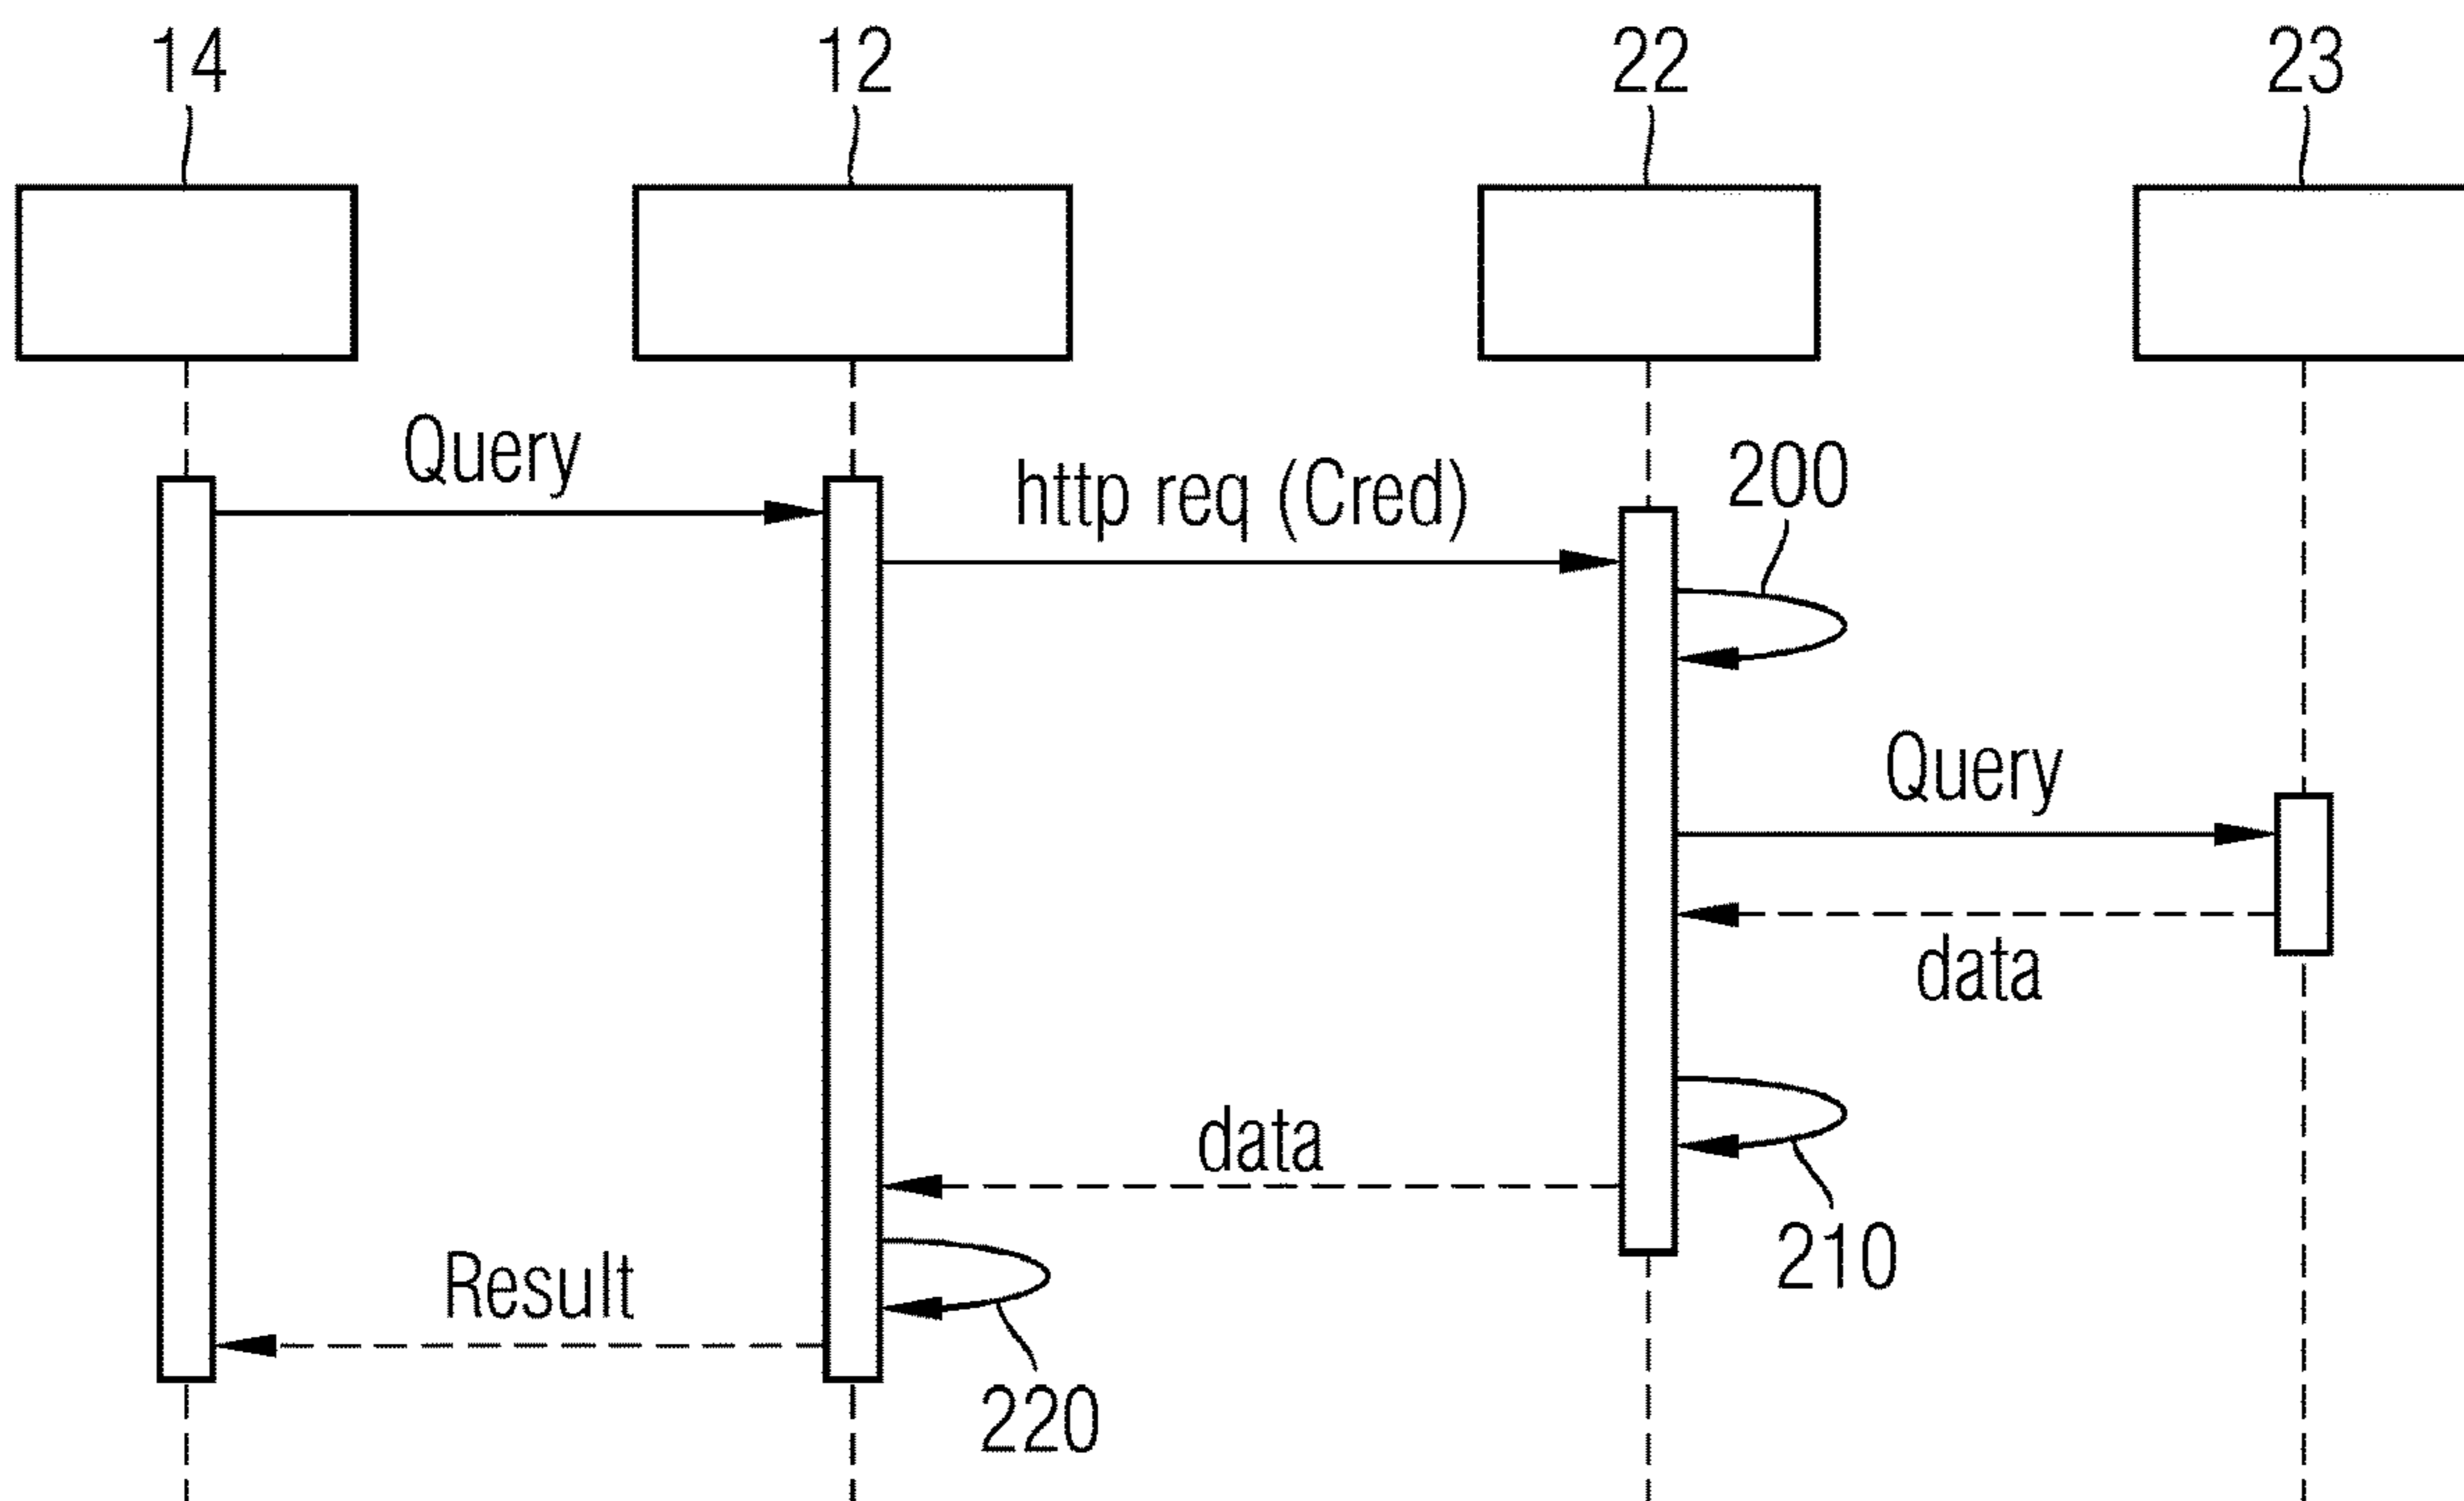 14 12 22 23
Query
http req (Cred)
200
Query
data
data
210
Result
220